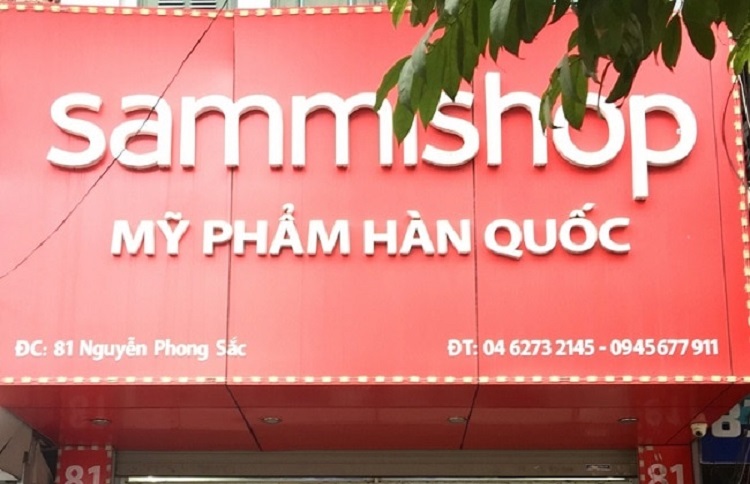 sammishop
MỸ PHẨM HÀN QUỐC
ĐC: 81 Nguyễn Phong Sắc
ĐT: 04 6273 2145 - 0945 677 911
81
81